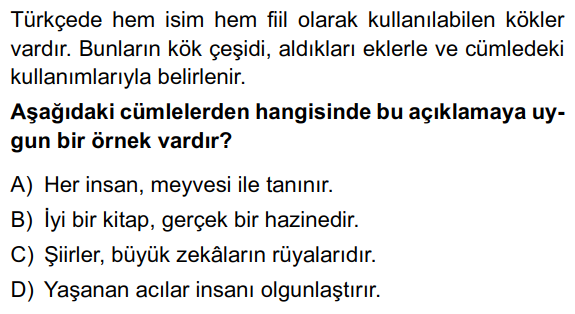 Türkçede hem isim hem fiil olarak kullanılabilen kökler
vardır. Bunların kök çeşidi, aldıkları eklerle ve cümledeki
kullanımlarıyla belirlenir.
Aşağıdaki cümlelerden hangisinde bu açıklamaya uy-
gun bir örnek vardır?
A) Her insan, meyvesi ile tanınır.
B) İyi bir kitap, gerçek bir hazinedir.
C) Şiirler, büyük zekâların rüyalarıdır.
D) Yaşanan acılar insanı olgunlaştırır.